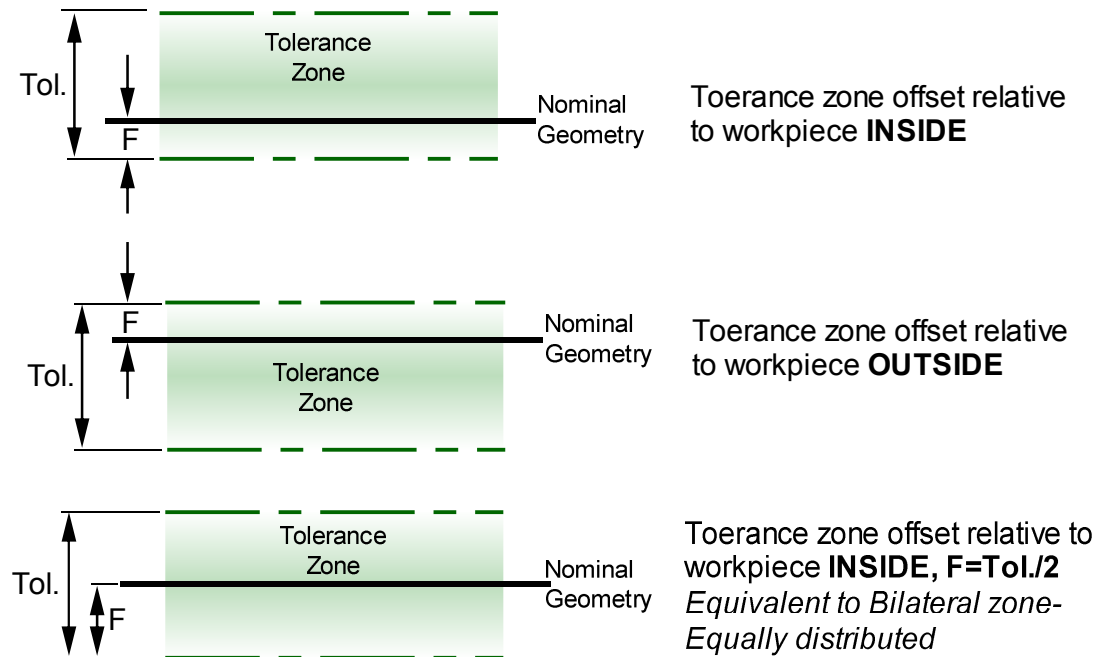 Tol.
F
Tolerance
Zone
Nominal
Geometry
Toerance zone offset relative
to workpiece INSIDE
F
Tol.
Tolerance
Zone
Nominal
Geometry
Toerance zone offset relative
to workpiece OUTSIDE
Tol.
F
Tolerance
Zone
Nominal
Geometry
Toerance zone offset relative to
workpiece INSIDE, F=Tol./2
Equivalent to Bilateral zone-
Equally distributed